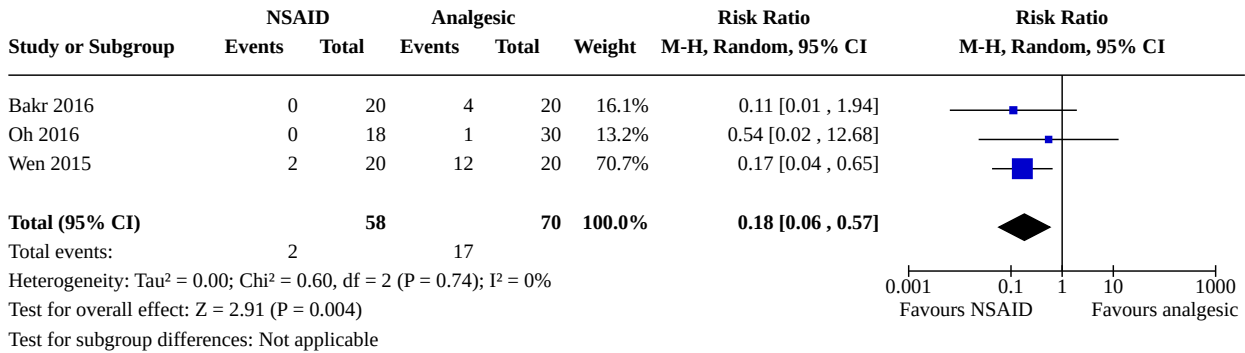 NSAID Analgesic Risk Ratio Risk Ratio
Study or Subgroup Events Total Events Total Weight M-H, Random, 95% CI M-H, Random, 95% CI
Bakr 2016 0 20 4 20 16.1% 0.11 [0.01 , 1.94]
Oh 2016 0 18 1 30 13.2% 0.54 [0.02 , 12.68]
Wen 2015 2 20 12 20 70.7% 0.17 [0.04 , 0.65]
Total (95% CI) 58 70 100.0% 0.18 [0.06 , 0.57]
Total events: 2 17
Heterogeneity: Tau² = 0.00; Chi² = 0.60, df = 2 (P = 0.74); I² = 0%
0.001 0.1 1 10 1000
Test for overall effect: Z = 2.91 (P = 0.004)
Favours NSAID Favours analgesic
Test for subgroup differences: Not applicable